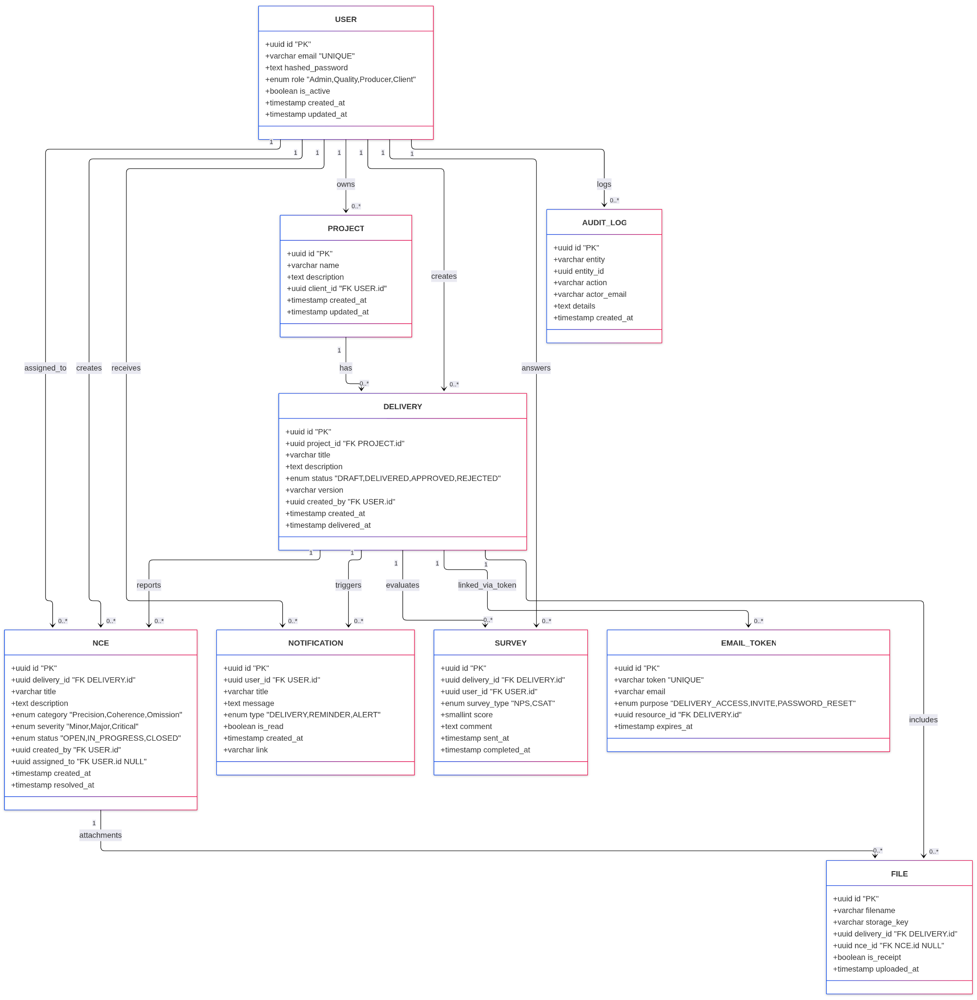 USER
+uuid id "PK"
+varchar email "UNIQUE"
+text hashed_password
+enum role "Admin,Quality,Producer,Client"
+boolean is_active
+timestamp created_at
+timestamp updated_at
1
1
1
1
1
1
1
owns
logs
0..*
0..*
PROJECT
+uuid id "PK"
+varchar name
+text description
+uuid client_id "FK USER.id"
+timestamp created_at
+timestamp updated_at
AUDIT_LOG
+uuid id "PK"
+varchar entity
+uuid entity_id
+varchar action
+varchar actor_email
+text details
+timestamp created_at
creates
1
assigned_to
creates
receives
has
answers
0..*
0..*
DELIVERY
+uuid id "PK"
+uuid project_id "FK PROJECT.id"
+varchar title
+text description
+enum status "DRAFT,DELIVERED,APPROVED,REJECTED"
+varchar version
+uuid created_by "FK USER.id"
+timestamp created_at
+timestamp delivered_at
1
1
1
1
1
reports
triggers
evaluates
linked_via_token
0..*
0..*
0..*
0..*
0..*
0..*
0..*
0..*
NCE
+uuid id "PK"
+uuid delivery_id "FK DELIVERY.id"
+varchar title
+text description
+enum category "Precision,Coherence,Omission"
+enum severity "Minor,Major,Critical"
+enum status "OPEN,IN_PROGRESS,CLOSED"
+uuid created_by "FK USER.id"
+uuid assigned_to "FK USER.id NULL"
+timestamp created_at
+timestamp resolved_at
NOTIFICATION
+uuid id "PK"
+uuid user_id "FK USER.id"
+varchar title
+text message
+enum type "DELIVERY,REMINDER,ALERT"
+boolean is_read
+timestamp created_at
+varchar link
SURVEY
+uuid id "PK"
+uuid delivery_id "FK DELIVERY.id"
+uuid user_id "FK USER.id"
+enum survey_type "NPS,CSAT"
+smallint score
+text comment
+timestamp sent_at
+timestamp completed_at
EMAIL_TOKEN
+uuid id "PK"
+varchar token "UNIQUE"
+varchar email
+enum purpose "DELIVERY_ACCESS,INVITE,PASSWORD_RESET"
+uuid resource_id "FK DELIVERY.id"
+timestamp expires_at
includes
1
attachments
0..*
0..*
FILE
+uuid id "PK"
+varchar filename
+varchar storage_key
+uuid delivery_id "FK DELIVERY.id"
+uuid nce_id "FK NCE.id NULL"
+boolean is_receipt
+timestamp uploaded_at